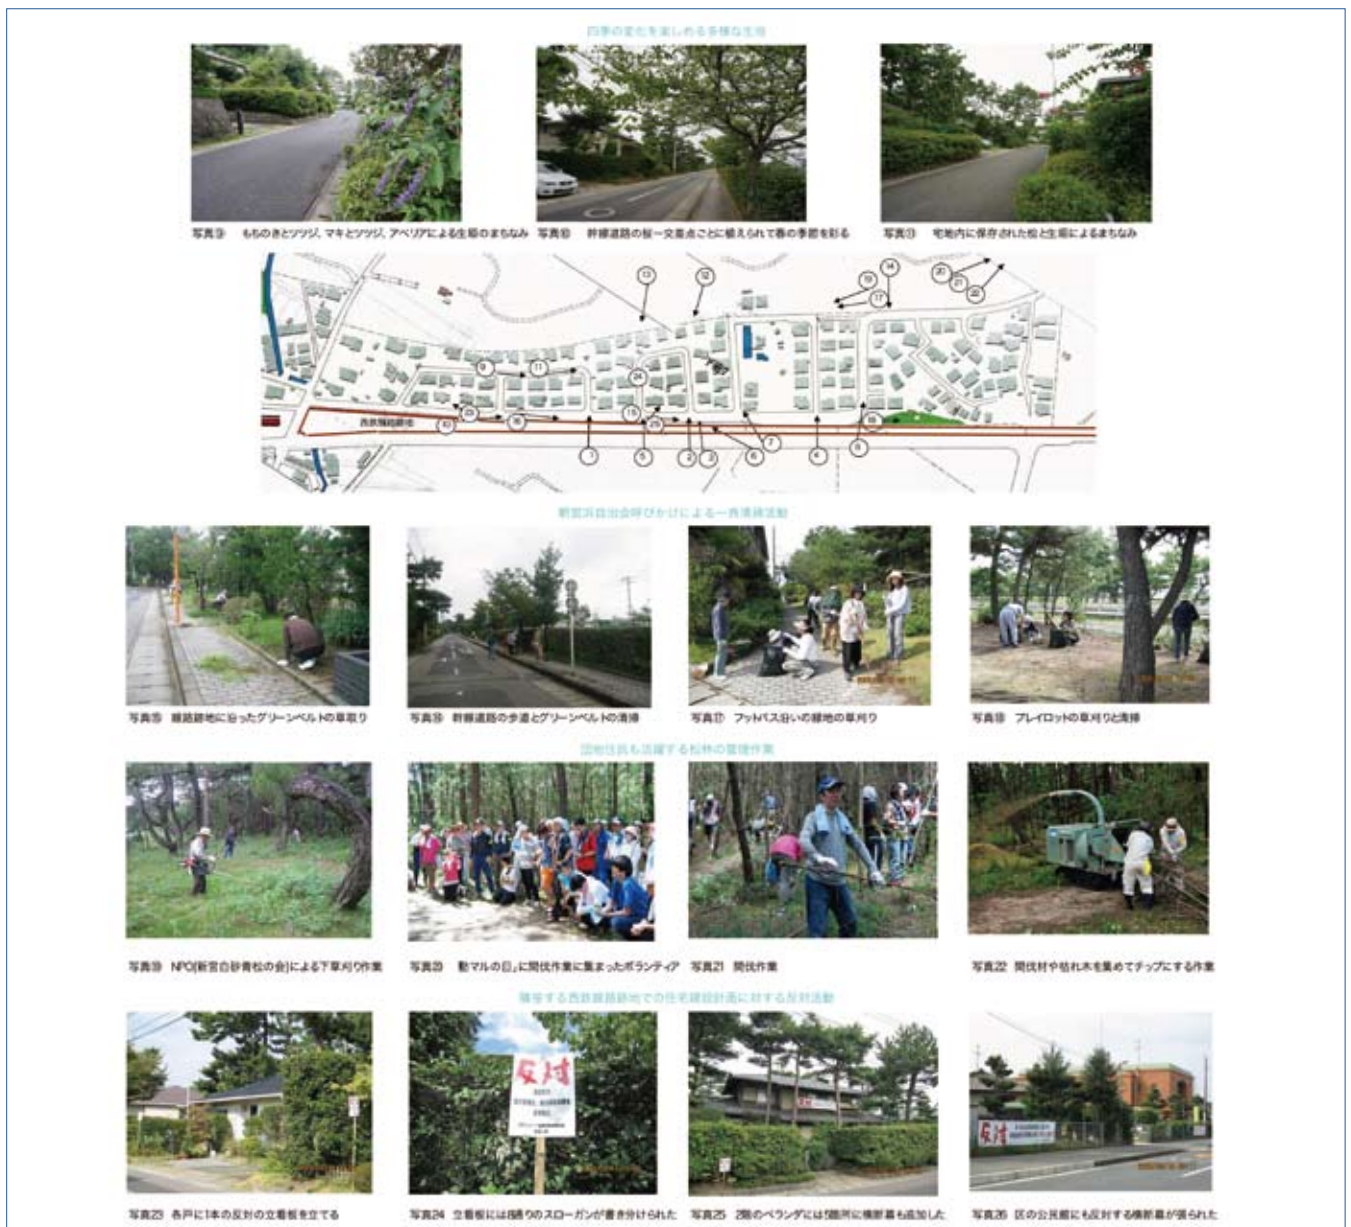 四季の変化を楽しめる多様な生垣
写真⑨ もちのきとツツジ、マキとツツジ、アベリアによる生垣のまちなみ
写真⑩ 幹線道路の桜－交差点ごとに植えられて春の季節を彩る
写真⑪ 宅地内に保存された松と生垣によるまちなみ
13
12
19
14
17
20
21
22
9
11
24
西鉄線路跡地
1
5
2
3
6
7
4
新宮浜自治会呼びかけによる一斉清掃活動
写真⑮ 線路跡地に沿ったグリーンベルトの草取り
写真⑯ 幹線道路の歩道とグリーンベルトの清掃
写真⑰ フットパス沿いの緑地の草刈り
写真⑱ プレイロットの草刈りと清掃
団地住民も活躍する松林の管理作業
写真⑲ NPO「新宮白砂青松の会」による下草刈り作業
写真⑳ 動マルの日」に間伐作業に集まったボランティア
写真21 間伐作業
写真22 間伐材や枯れ木を集めてチップにする作業
隣接する西鉄線路跡地での住宅建設計画に対する反対活動
反対
反対
写真23 各戸に1本の反対の立看板を立てる
写真24 立看板には8通りのスローガンが書き分けられた
写真25 2階のベランダには5箇所に横断幕も追加した
写真26 区の公民館にも反対する横断幕が張られた